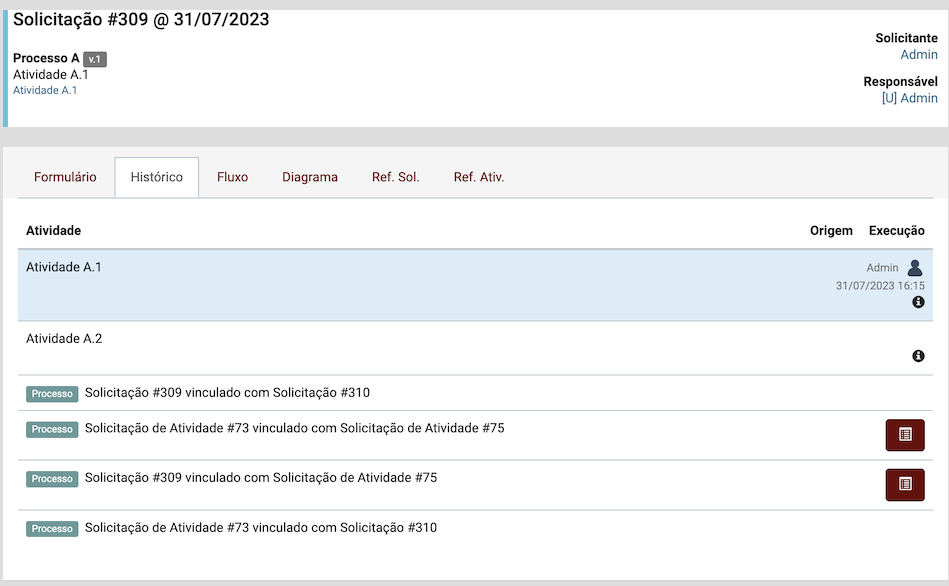 Solicitação #309 @ 31/07/2023
Solicitante
Admin
Processo A v.1
Atividade A.1
Atividade A.1
Responsável
[U] Admin
Formulário Histórico Fluxo Diagrama Ref. Sol. Ref. Ativ.
Atividade Origem Execução
Atividade A.1 Admin
31/07/2023 16:15
Atividade A.2
Processo Solicitação #309 vinculado com Solicitação #310
Processo Solicitação de Atividade #73 vinculado com Solicitação de Atividade #75
Processo Solicitação #309 vinculado com Solicitação de Atividade #75
Processo Solicitação de Atividade #73 vinculado com Solicitação #310